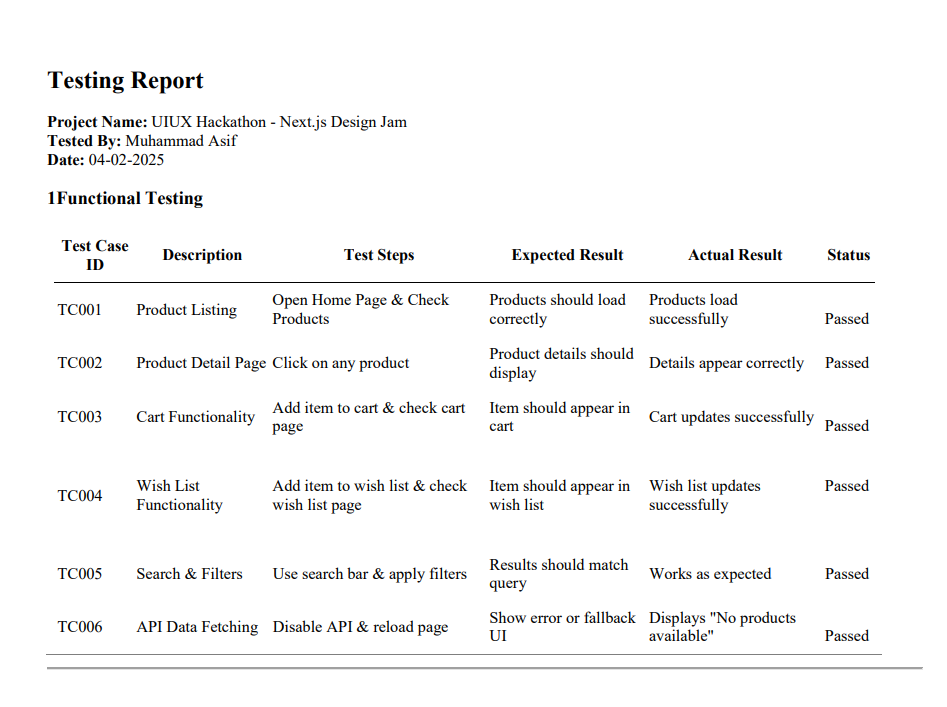 Testing Report
Project Name: UIUX Hackathon - Next.js Design Jam
Tested By: Muhammad Asif
Date: 04-02-2025
1Functional Testing
Test Case ID Description Test Steps Expected Result Actual Result Status
TC001 Product Listing Open Home Page & Check Products Products should load correctly Products load successfully Passed
TC002 Product Detail Page Click on any product Product details should display Details appear correctly Passed
TC003 Cart Functionality Add item to cart & check cart page Item should appear in cart Cart updates successfully Passed
TC004 Wish List Functionality Add item to wish list & check wish list page Item should appear in wish list Wish list updates successfully Passed
TC005 Search & Filters Use search bar & apply filters Results should match query Works as expected Passed
TC006 API Data Fetching Disable API & reload page Show error or fallback UI Displays "No products available" Passed